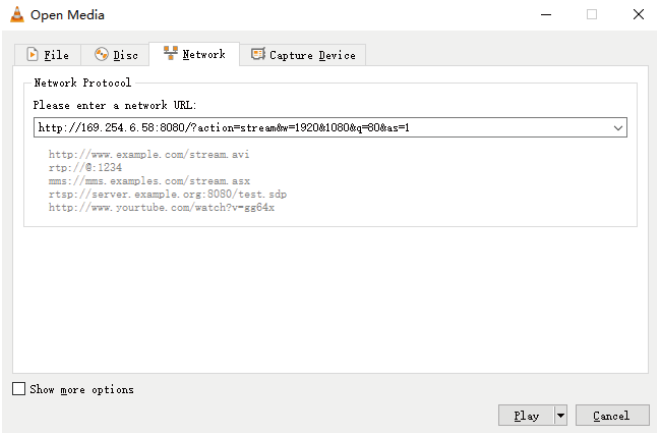 Open Media
File Disc Network Capture Device
Network Protocol
Please enter a network URL:
http://169.254.6.58:8080/?action=stream&w=1920&1080&q=80&as=1
http://www.example.com/stream.avi
rtp://@:1234
mms://mms.examples.com/stream.asx
rtsp://server.example.org:8080/test.sdp
http://www.yourtube.com/watch?v=gg64x
Show more options
Play Cancel